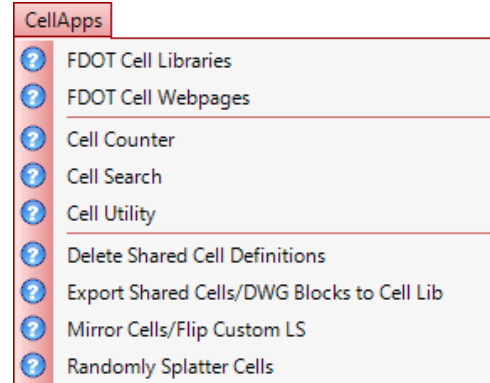 CellApps
FDOT Cell Libraries
FDOT Cell Webpages
Cell Counter
Cell Search
Cell Utility
Delete Shared Cell Definitions
Export Shared Cells/DWG Blocks to Cell Lib
Mirror Cells/Flip Custom LS
Randomly Splatter Cells